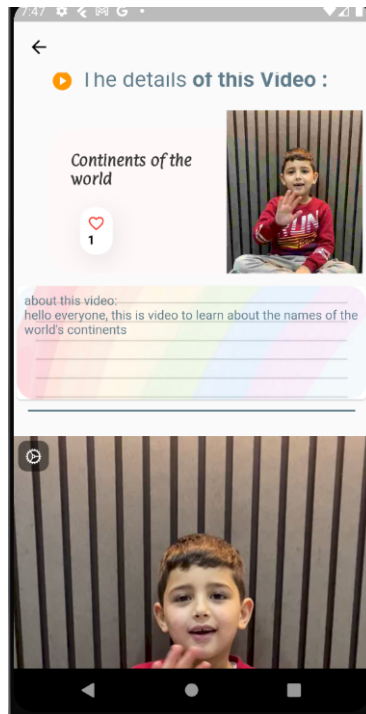 7:47 G
The details of this Video :
Continents of the
world
1
about this video:
hello everyone, this is video to learn about the names of the
world's continents